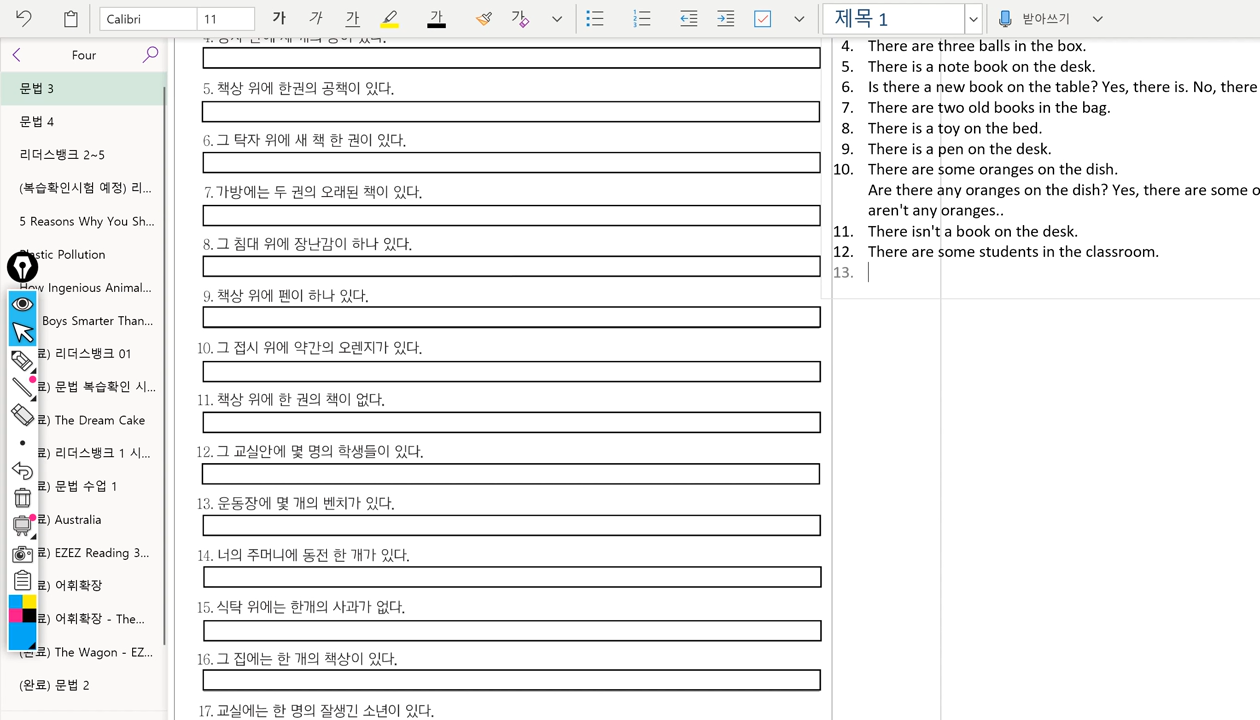 Calibri
11
가
가
가
가
제목 1
받아쓰기
Four
문법 3
문법 4
리더스뱅크 2~5
(복습확인시험 예정) 리...
5 Reasons Why You Sh...
Plastic Pollution
How Ingenious Animal...
Boys Smarter Than...
료) 리더스뱅크 01
료) 문법 복습확인 시...
료) The Dream Cake
료) 리더스뱅크 1 시...
료) 문법 수업 1
료) Australia
료) EZEZ Reading 3...
료) 어휘확장
료) 어휘확장 - The...
(완료) The Wagon - EZ...
(완료) 문법 2
5. 책상 위에 한권의 공책이 있다.
6. 그 탁자 위에 새 책 한 권이 있다.
7. 가방에는 두 권의 오래된 책이 있다.
8. 그 침대 위에 장난감이 하나 있다.
9. 책상 위에 펜이 하나 있다.
10. 그 접시 위에 약간의 오렌지가 있다.
11. 책상 위에 한 권의 책이 없다.
12. 그 교실안에 몇 명의 학생들이 있다.
13. 운동장에 몇 개의 벤치가 있다.
14. 너의 주머니에 동전 한 개가 있다.
15. 식탁 위에는 한개의 사과가 없다.
16. 그 집에는 한 개의 책상이 있다.
17. 교실에는 한 명의 잘생긴 소년이 있다.
4. There are three balls in the box.
5. There is a note book on the desk.
6. Is there a new book on the table? Yes, there is. No, there
7. There are two old books in the bag.
8. There is a toy on the bed.
9. There is a pen on the desk.
10. There are some oranges on the dish.
Are there any oranges on the dish? Yes, there are some o
aren't any oranges..
11. There isn't a book on the desk.
12. There are some students in the classroom.
13.